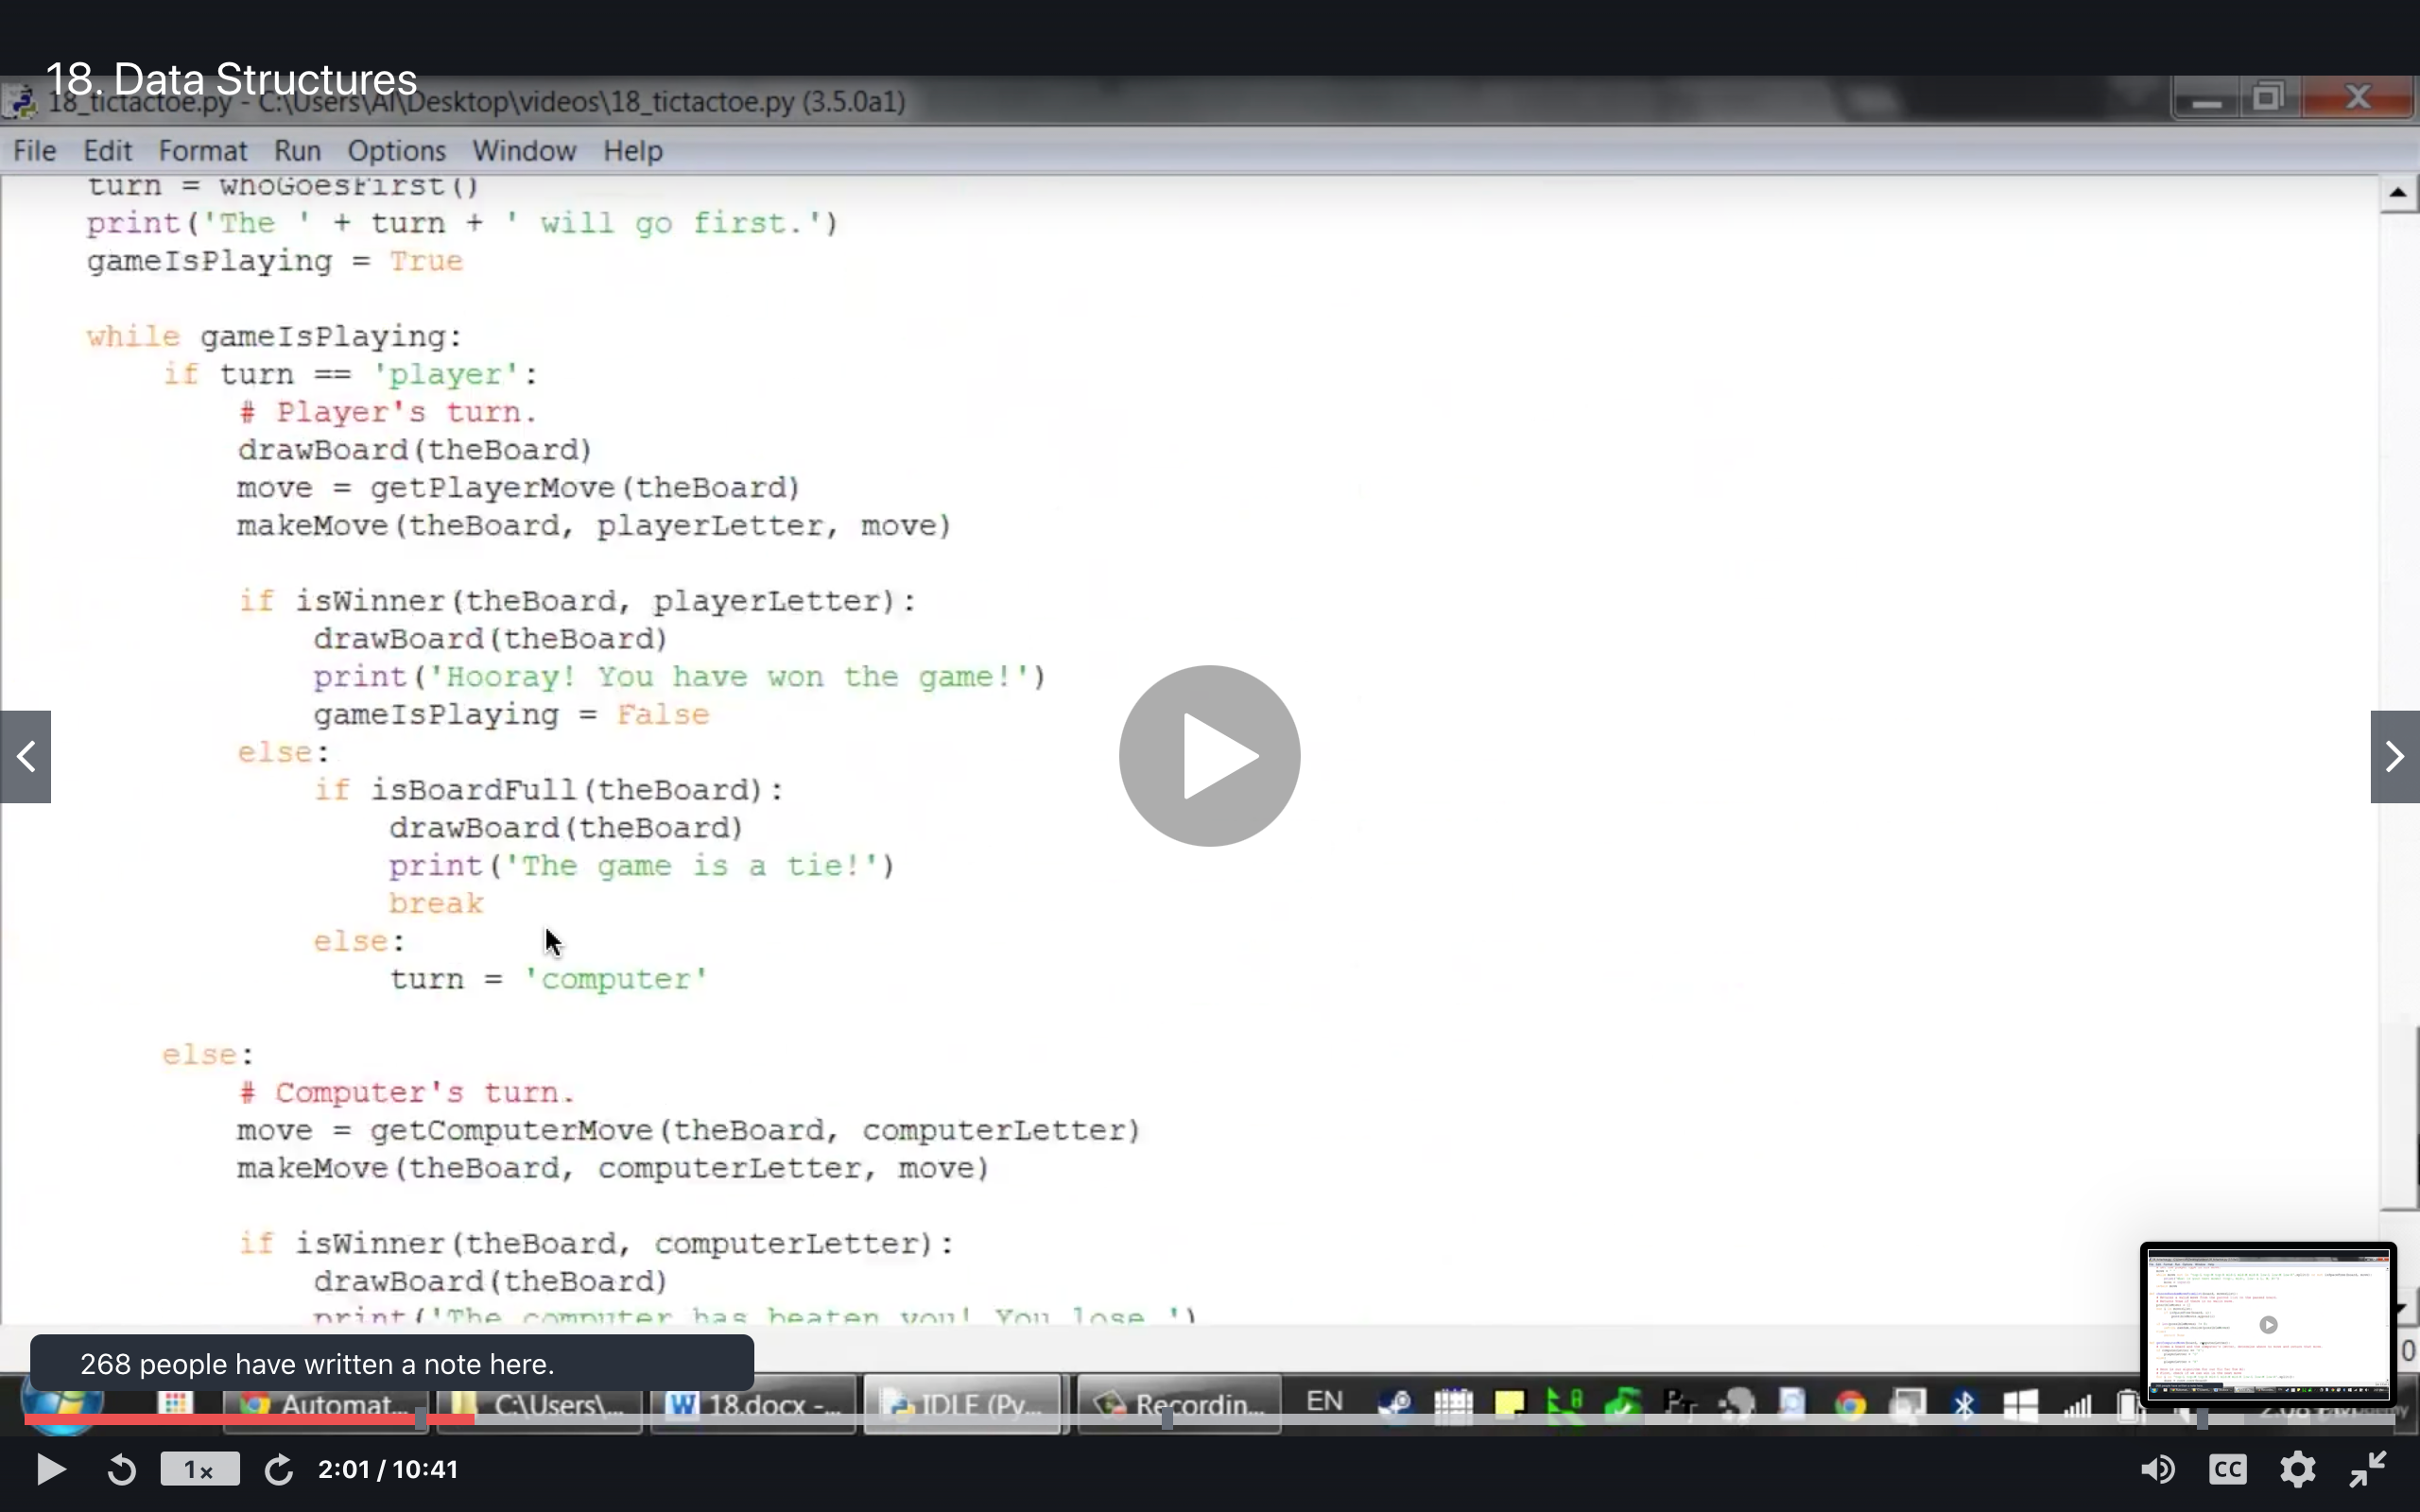 18. Data Structures
18_tictactoe.py - C:\Users\Al\Desktop\videos\18_tictactoe.py (3.5.0a1)
File Edit Format Run Options Window Help
turn = whoGoesFirst()
print('The ' + turn + ' will go first.')
gameIsPlaying = True
while gameIsPlaying:
if turn == 'player':
# Player's turn.
drawBoard(theBoard)
move = getPlayerMove(theBoard)
makeMove(theBoard, playerLetter, move)
if isWinner(theBoard, playerLetter):
drawBoard(theBoard)
print('Hooray! You have won the game!')
gameIsPlaying = False
else:
if isBoardFull(theBoard):
drawBoard(theBoard)
print('The game is a tie!')
break
else:
turn = 'computer'
else:
# Computer's turn.
move = getComputerMove(theBoard, computerLetter)
makeMove(theBoard, computerLetter, move)
if isWinner(theBoard, computerLetter):
drawBoard(theBoard)
print('The computer has beaten you! You lose.')
268 people have written a note here.
Automat... C:\Users\... 18.docx -... IDLE (Py... Recordin... EN
1x 2:01 / 10:41 CC